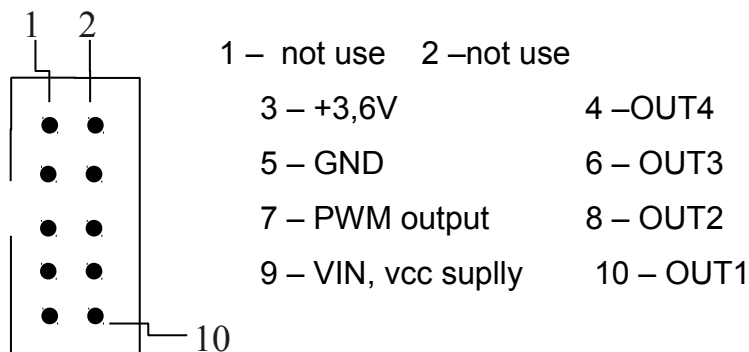 1 2
1 – not use 2 –not use
3 – +3,6V 4 –OUT4
5 – GND 6 – OUT3
7 – PWM output 8 – OUT2
9 – VIN, vcc suplly 10 – OUT1
10